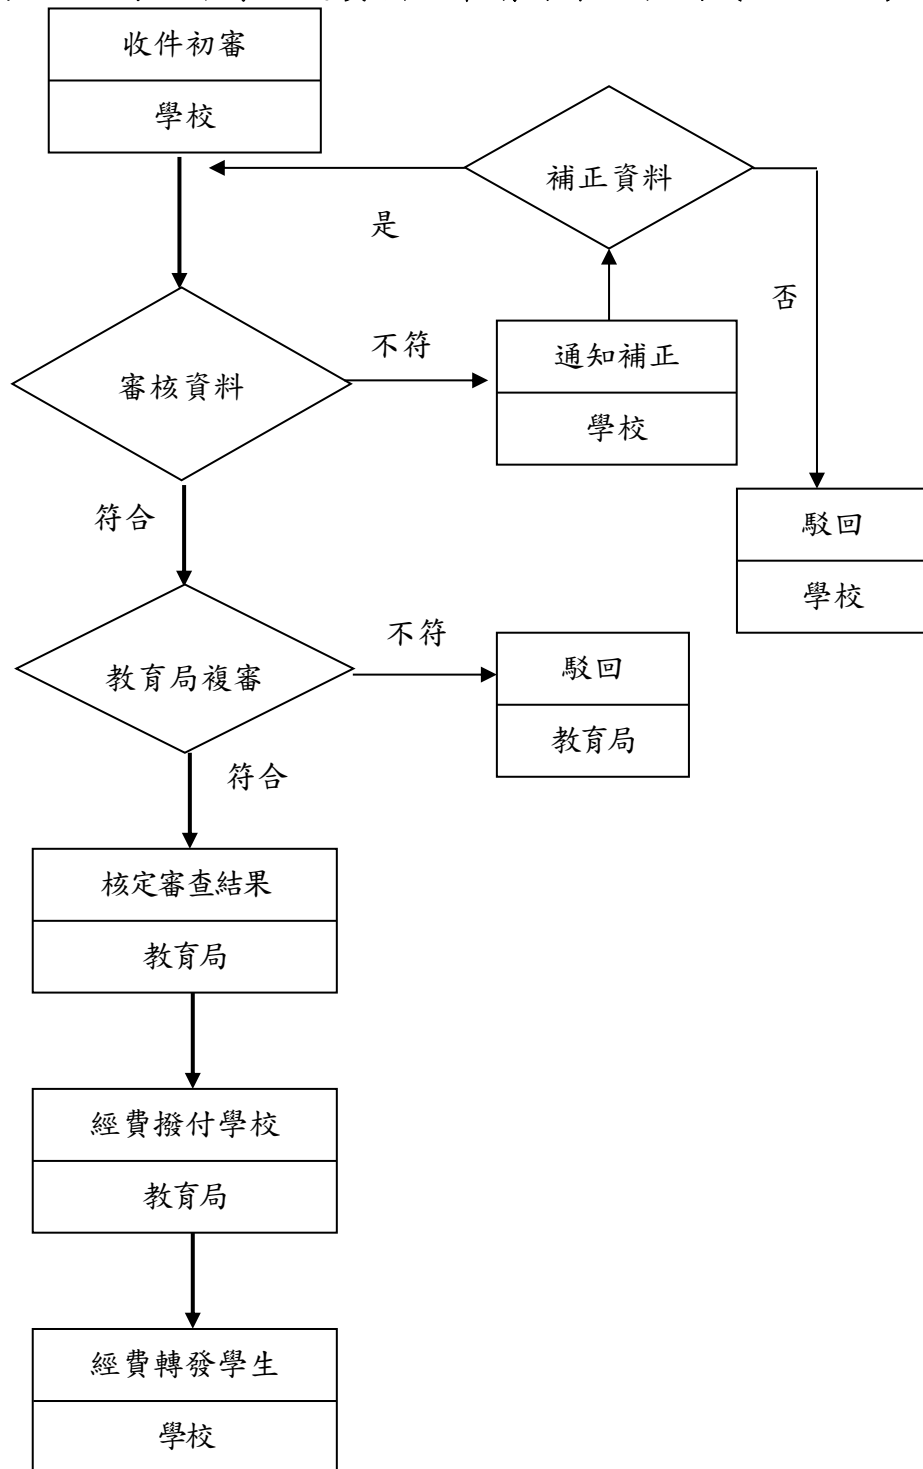 收件初審
學校
補正資料
是
否
不符
通知補正
學校
審核資料
符合
駁回
學校
不符
駁回
教育局
教育局複審
符合
核定審查結果
教育局
經費撥付學校
教育局
經費轉發學生
學校